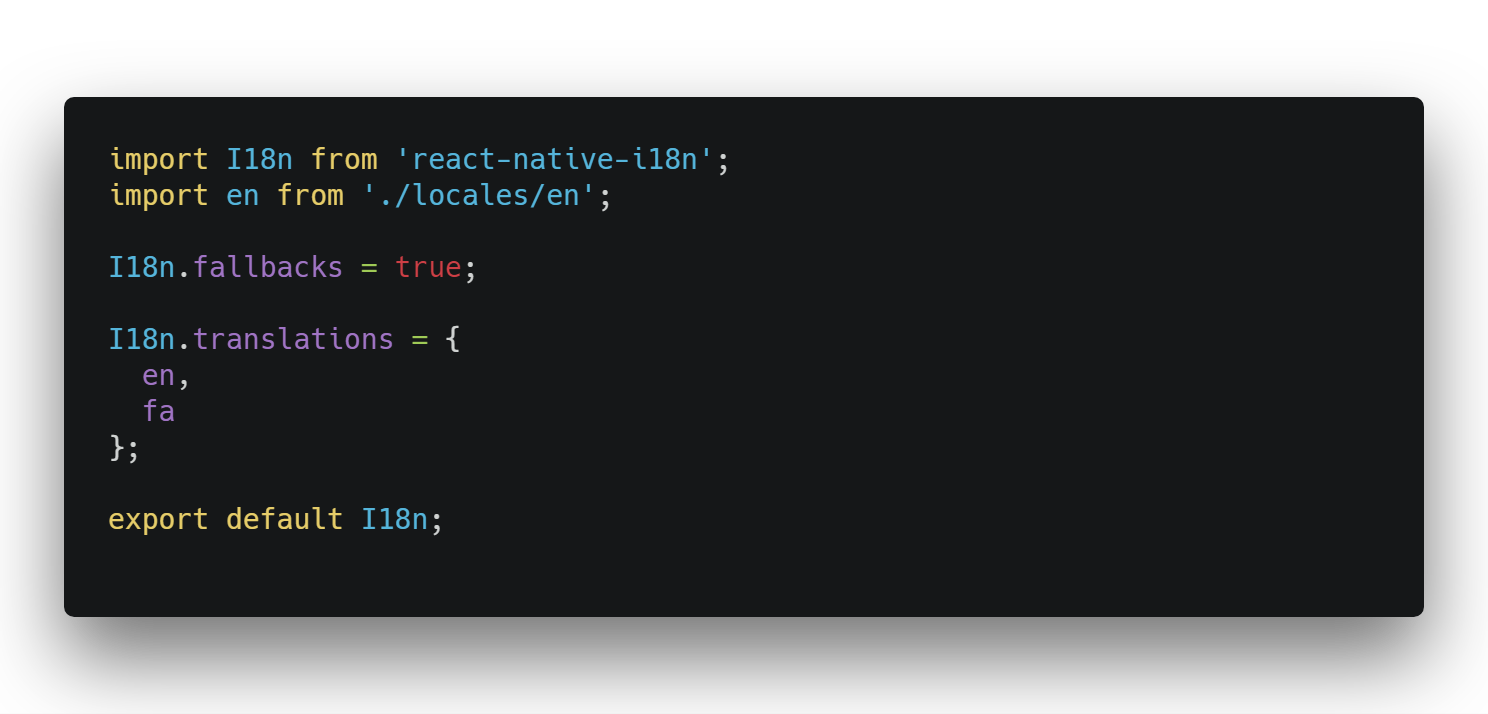 import I18n from 'react-native-i18n';
import en from './locales/en';
I18n.fallbacks = true;
I18n.translations = {
  en,
  fa
};
export default I18n;